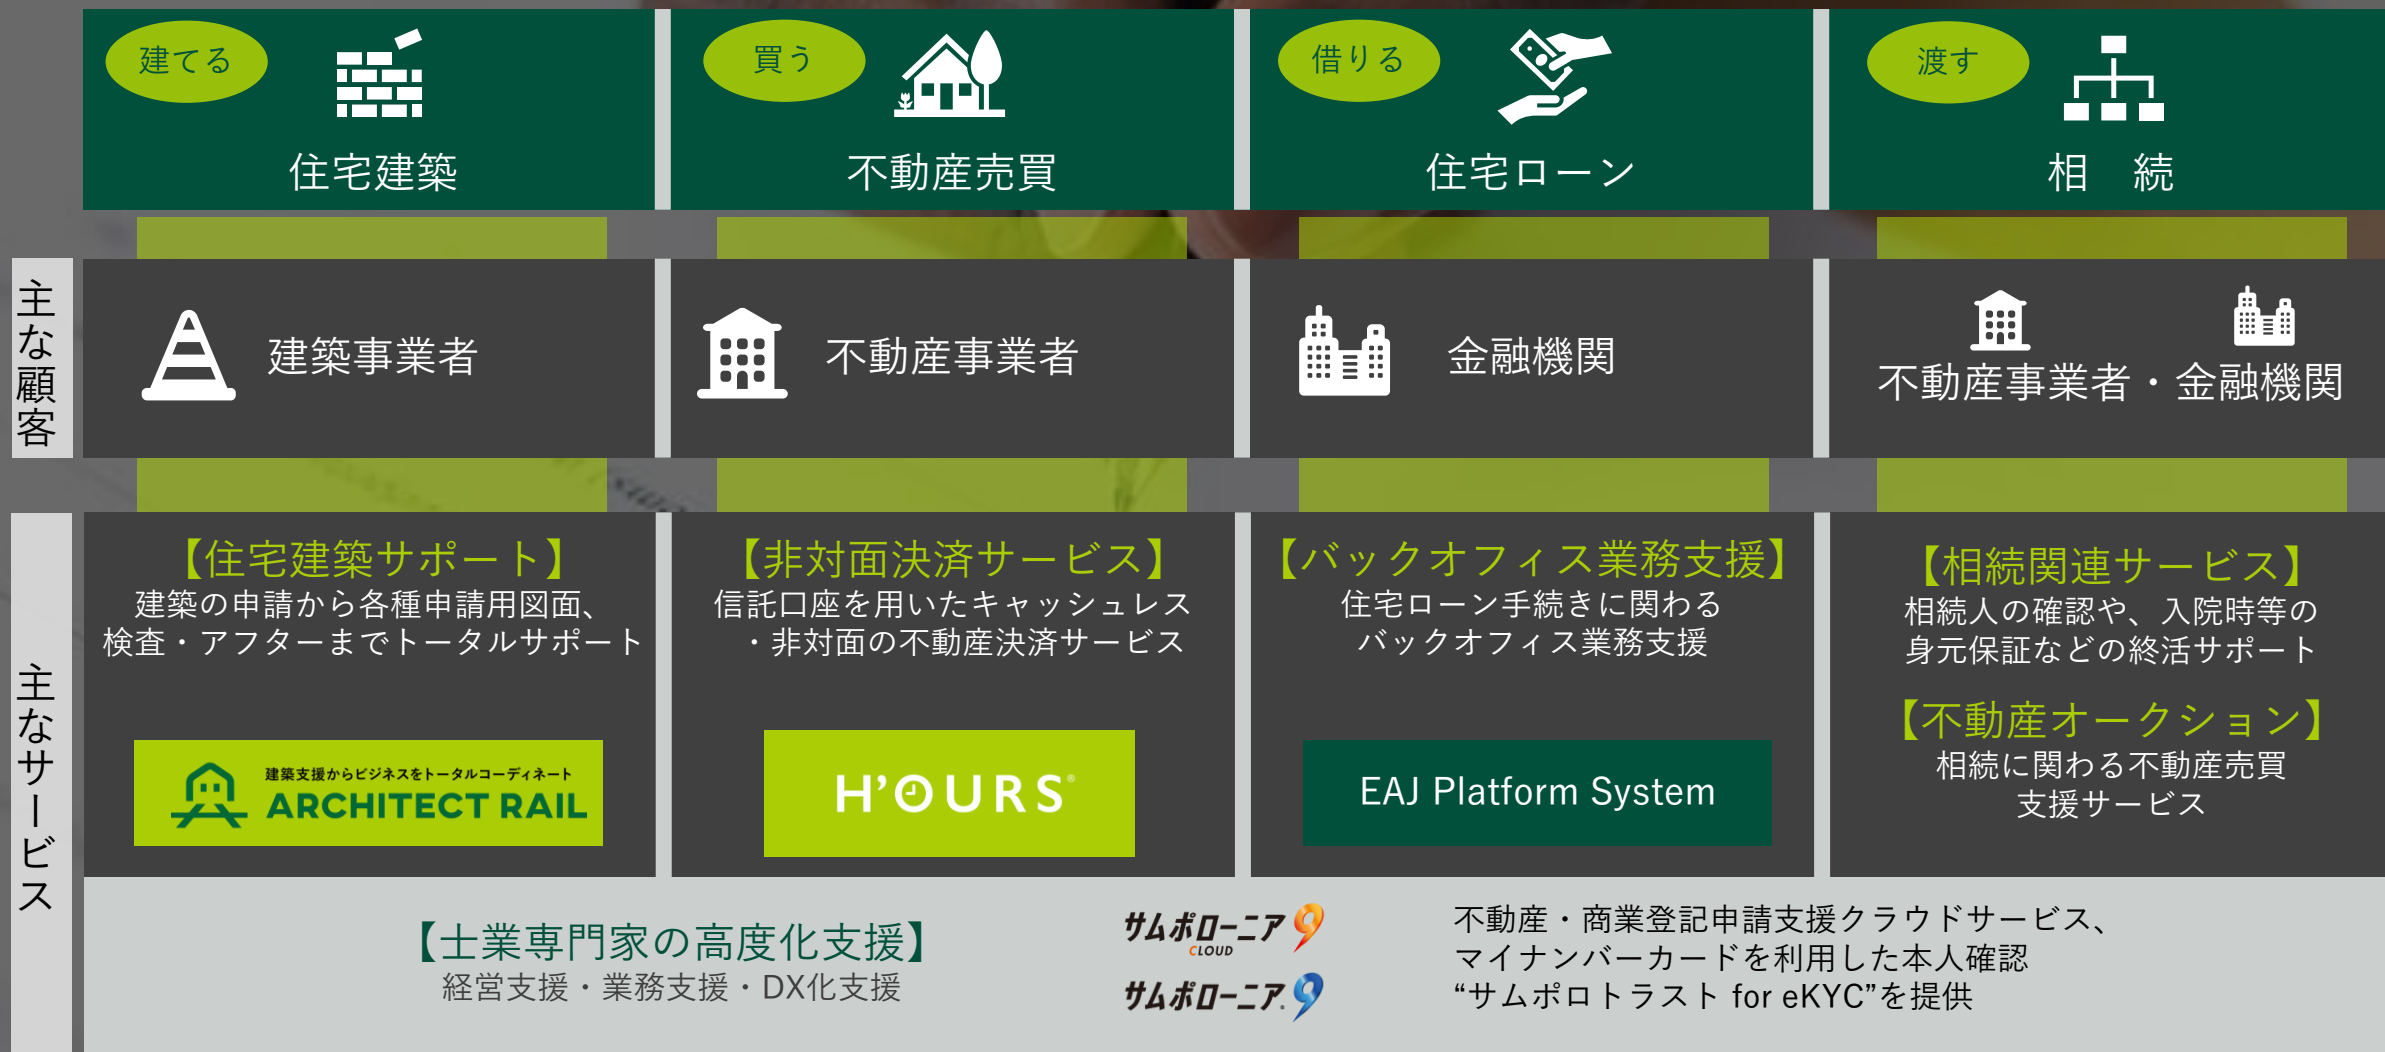 建てる
住宅建築
買う
不動産売買
借りる
住宅ローン
渡す
相　続
主な顧客
建築事業者
不動産事業者
金融機関
不動産事業者・金融機関
主なサービス
【住宅建築サポート】
建築の申請から各種申請用図面、
検査・アフターまでトータルサポート
建築支援からビジネスをトータルコーディネート
ARCHITECT RAIL
【非対面決済サービス】
信託口座を用いたキャッシュレス
・非対面の不動産決済サービス
H'OURS®
【バックオフィス業務支援】
住宅ローン手続きに関わる
バックオフィス業務支援
EAJ Platform System
【相続関連サービス】
相続人の確認や、入院時等の
身元保証などの終活サポート
【不動産オークション】
相続に関わる不動産売買
支援サービス
【士業専門家の高度化支援】
経営支援・業務支援・DX化支援
サムポローニア9
CLOUD
サムポローニア®9
不動産・商業登記申請支援クラウドサービス、
マイナンバーカードを利用した本人確認
“サムポロトラスト for eKYC”を提供